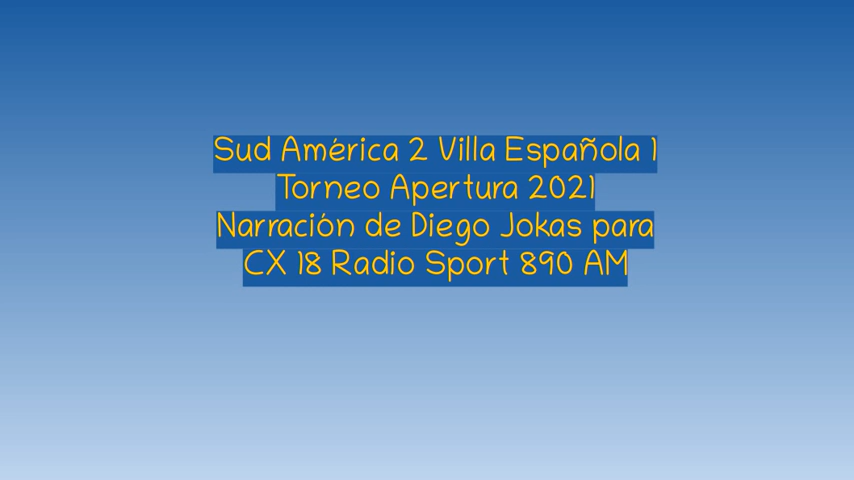 Sud América 2 Villa Española 1
Torneo Apertura 2021
Narración de Diego Jokas para
CX 18 Radio Sport 890 AM